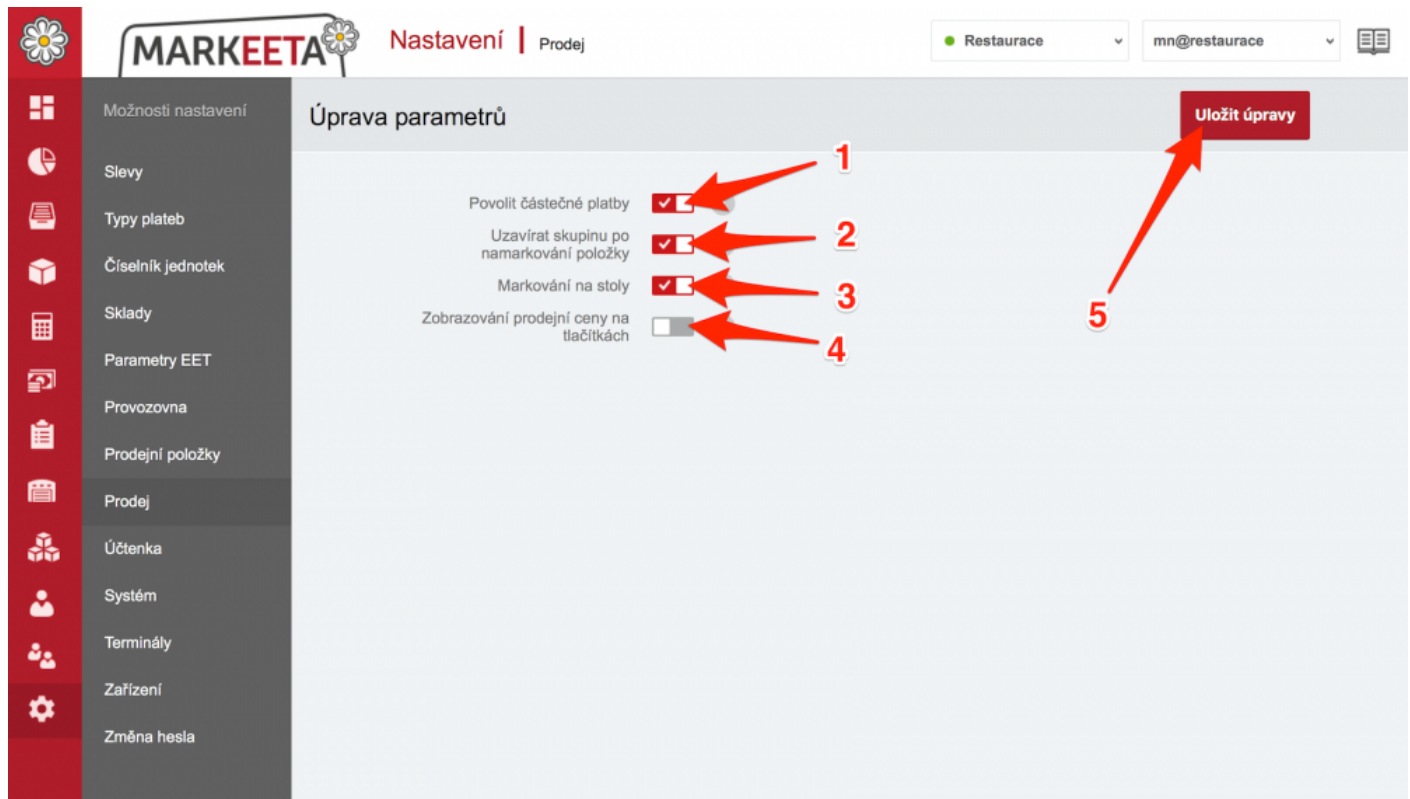 MARKEETA
Nastavení
Prodej
Restaurace
mn@restaurace
Možnosti nastavení
Úprava parametrů
Uložit úpravy
Slevy
Typy plateb
Číselník jednotek
Sklady
Parametry EET
Provozovna
Prodejní položky
Prodej
Účtenka
Systém
Terminály
Zařízení
Změna hesla
Povolit částečné platby
1
Uzavírat skupinu po
namarkování položky
2
Markování na stoly
3
Zobrazování prodejní ceny na
tlačítkách
4
5